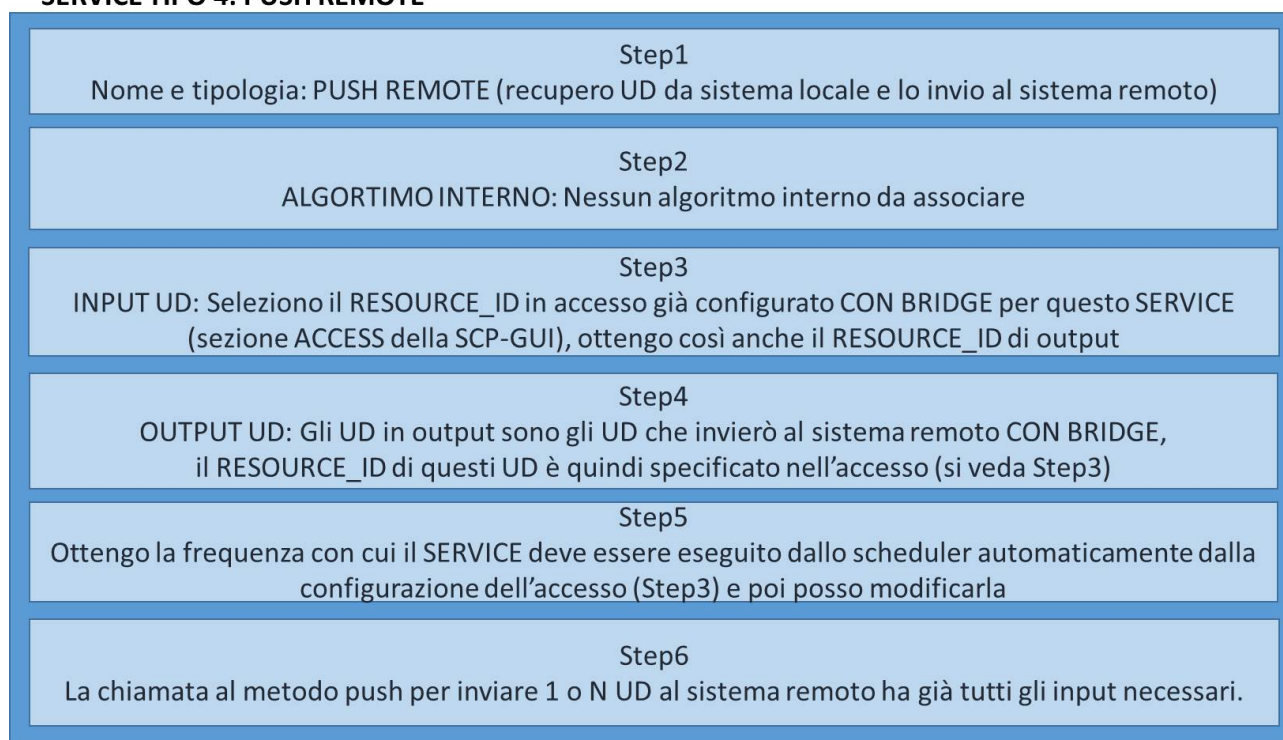 SERVICE TIPO 4: PUSH REMOTE
Step1
Nome e tipologia: PUSH REMOTE (recupero UD da sistema locale e lo invio al sistema remoto)
Step2
ALGORTIMO INTERNO: Nessun algoritmo interno da associare
Step3
INPUT UD: Seleziono il RESOURCE_ID in accesso già configurato CON BRIDGE per questo SERVICE
(sezione ACCESS della SCP-GUI), ottengo così anche il RESOURCE_ID di output
Step4
OUTPUT UD: Gli UD in output sono gli UD che invierò al sistema remoto CON BRIDGE,
il RESOURCE_ID di questi UD è quindi specificato nell’accesso (si veda Step3)
Step5
Ottengo la frequenza con cui il SERVICE deve essere eseguito dallo scheduler automaticamente dalla
configurazione dell’accesso (Step3) e poi posso modificarla
Step6
La chiamata al metodo push per inviare 1 o N UD al sistema remoto ha già tutti gli input necessari.